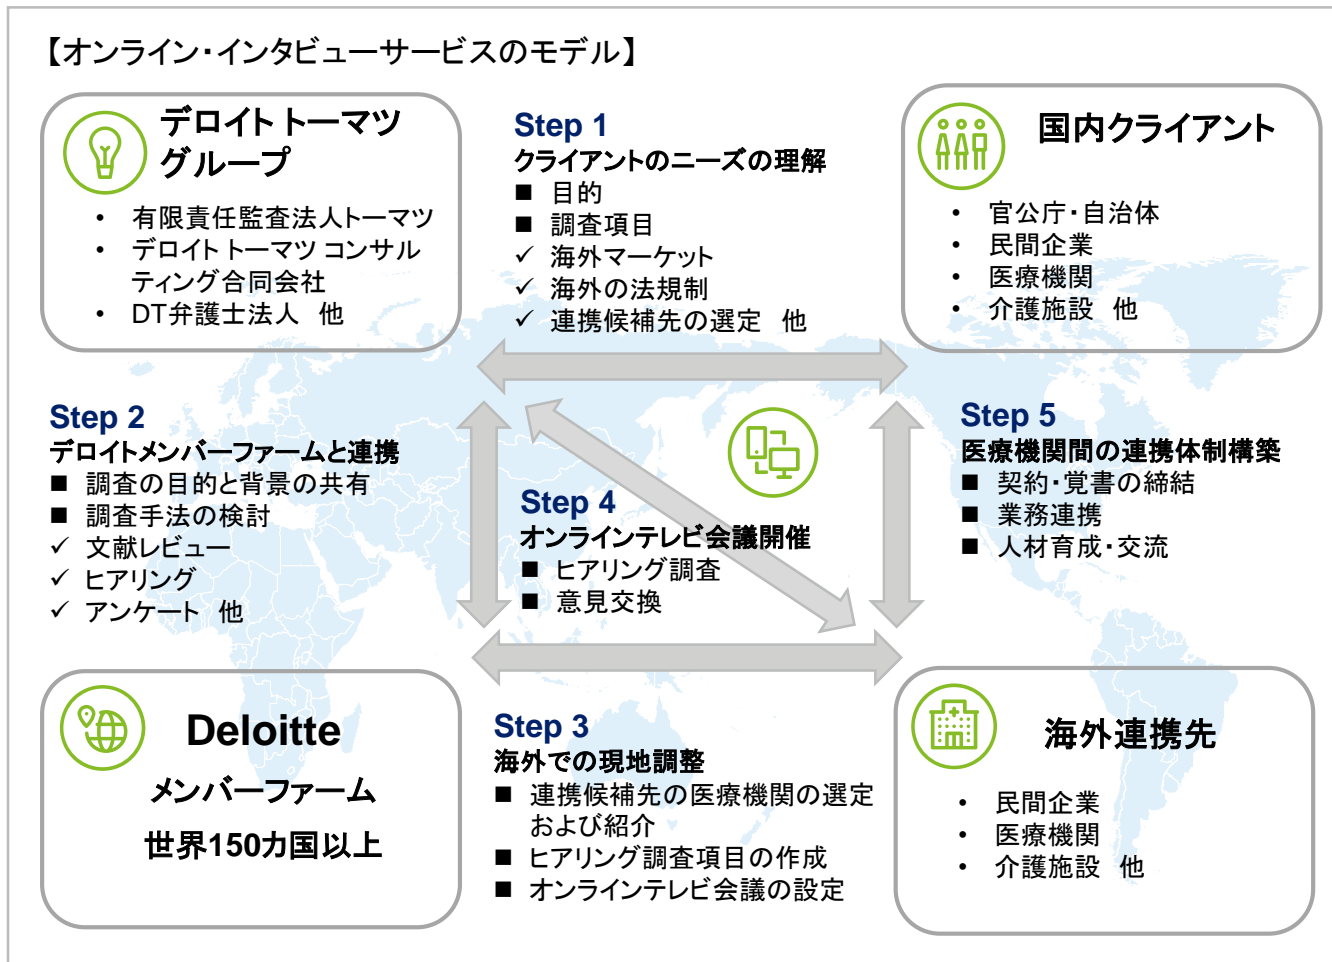 【オンライン・インタビューサービスのモデル】
デロイト トーマツ
グループ
• 有限責任監査法人トーマツ
• デロイト トーマツ コンサル
ティング合同会社
• DT弁護士法人 他
Step 1
クライアントのニーズの理解
■ 目的
■ 調査項目
✓ 海外マーケット
✓ 海外の法規制
✓ 連携候補先の選定 他
国内クライアント
• 官公庁・自治体
• 民間企業
• 医療機関
• 介護施設 他
Step 2
デロイトメンバーファームと連携
■ 調査の目的と背景の共有
■ 調査手法の検討
✓ 文献レビュー
✓ ヒアリング
✓ アンケート 他
Step 4
オンラインテレビ会議開催
■ ヒアリング調査
■ 意見交換
Step 5
医療機関間の連携体制構築
■ 契約・覚書の締結
■ 業務連携
■ 人材育成・交流
Deloitte
メンバーファーム
世界150カ国以上
Step 3
海外での現地調整
■ 連携候補先の医療機関の選定
および紹介
■ ヒアリング調査項目の作成
■ オンラインテレビ会議の設定
海外連携先
• 民間企業
• 医療機関
• 介護施設 他